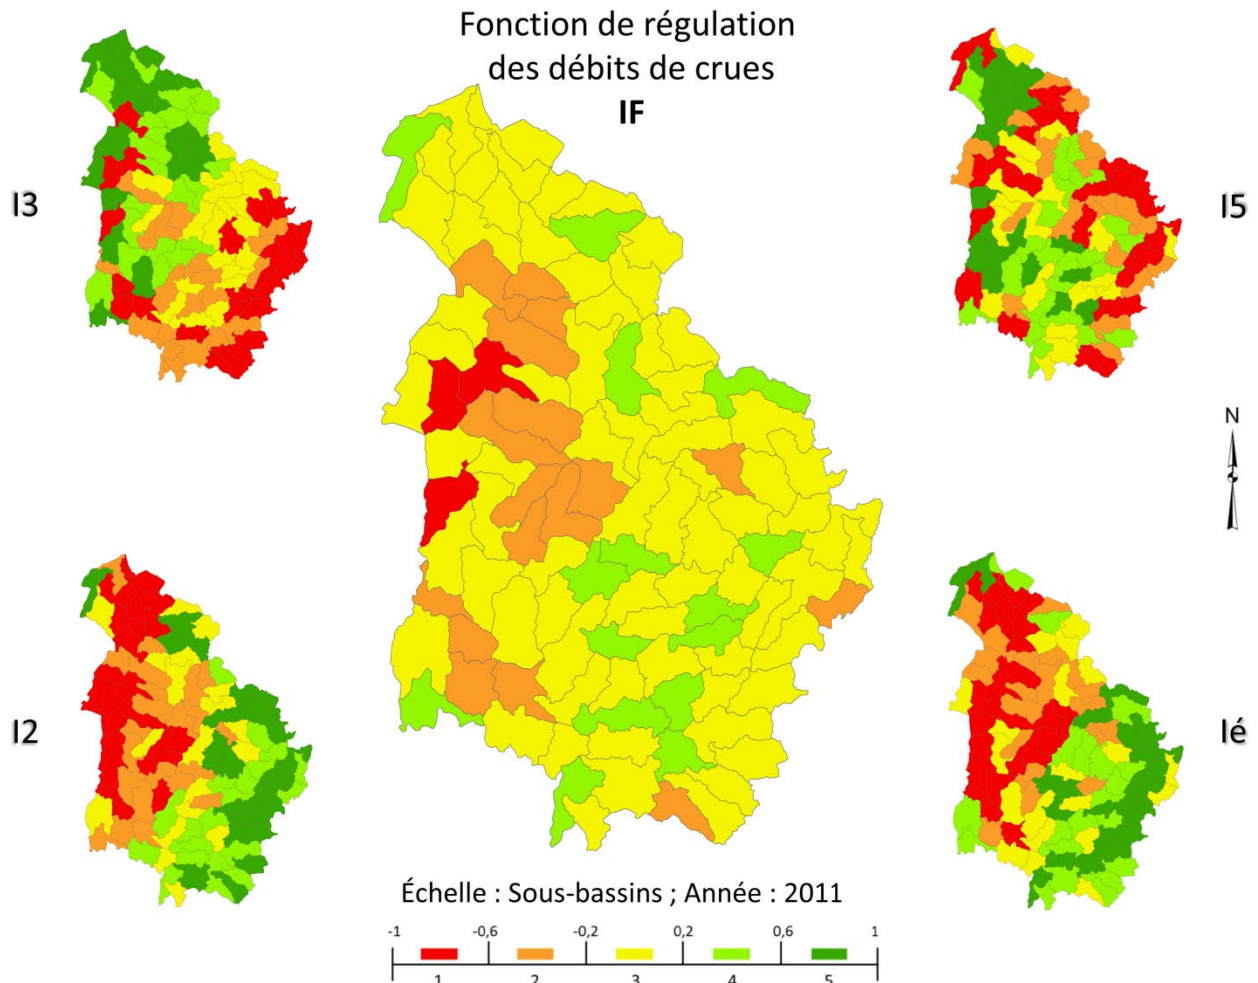 Fonction de régulation
des débits de crues
IF
I3
I5
N
I2
Ié
Échelle : Sous-bassins ; Année : 2011
-1 -0,6 -0,2 0,2 0,6 1
1 2 3 4 5